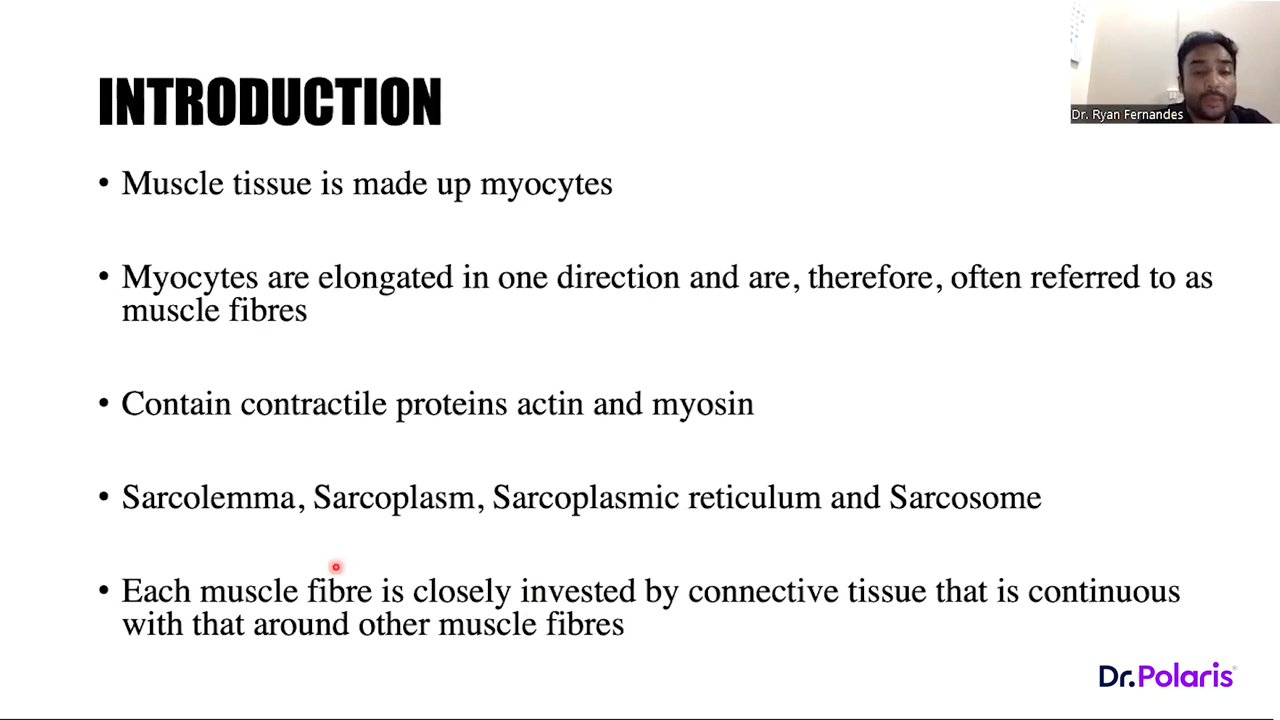 INTRODUCTION
Dr. Ryan Fernandes
• Muscle tissue is made up myocytes
• Myocytes are elongated in one direction and are, therefore, often referred to as
muscle fibres
• Contain contractile proteins actin and myosin
• Sarcolemma, Sarcoplasm, Sarcoplasmic reticulum and Sarcosome
• Each muscle fibre is closely invested by connective tissue that is continuous
with that around other muscle fibres
Dr.Polaris